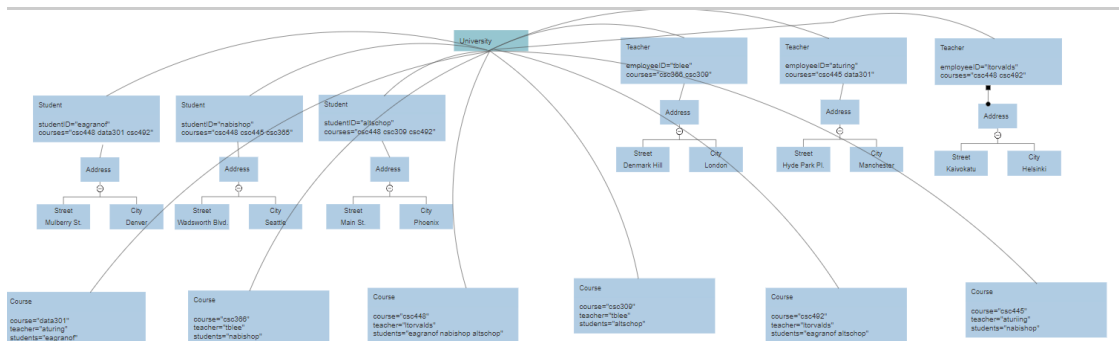 University
Teacher
employeeID="tblee"
courses="csc366 csc309"
Address
Street
Denmark Hill
City
London
Teacher
employeeID="aturing"
courses="csc445 data301"
Address
Street
Hyde Park Pl.
City
Manchester
Teacher
employeeID="ltorvalds"
courses="csc448 csc492"
Address
Street
Kaivokatu
City
Helsinki
Student
studentID="eagranof"
courses="csc448 data301 csc492"
Address
Street
Mulberry St.
City
Denver
Student
studentID="nabishop"
courses="csc448 csc445 csc365"
Address
Street
Wadsworth Blvd.
City
Seattle
Student
studentID="altschop"
courses="csc448 csc309 csc492"
Address
Street
Main St.
City
Phoenix
Course
course="data301"
teacher="aturing"
students="eagranof"
Course
course="csc366"
teacher="tblee"
students="nabishop"
Course
course="csc448"
teacher="ltorvalds"
students="eagranof nabishop altschop"
Course
course="csc309"
teacher="tblee"
students="altschop"
Course
course="csc492"
teacher="ltorvalds"
students="eagranof altschop"
Course
course="csc445"
teacher="aturing"
students="nabishop"